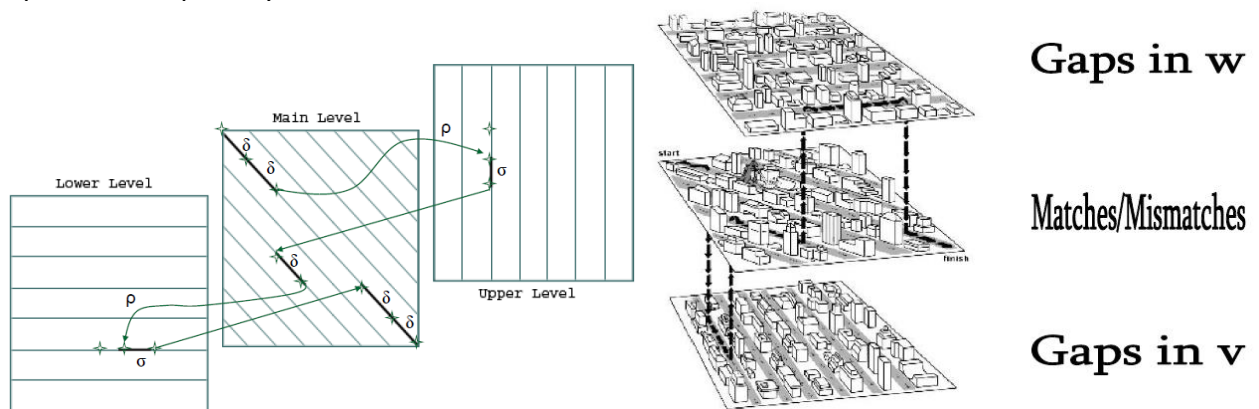 Main Level
δ
δ
ρ
σ
Lower Level
δ
ρ
δ
δ
σ
Upper Level
start
finish
Gaps in w
Matches/Mismatches
Gaps in v